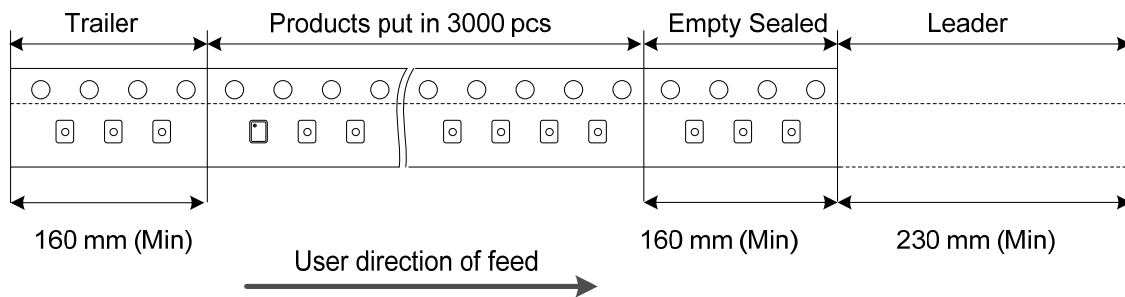 Trailer
Products put in 3000 pcs
Empty Sealed
Leader
160 mm (Min)
160 mm (Min)
230 mm (Min)
User direction of feed